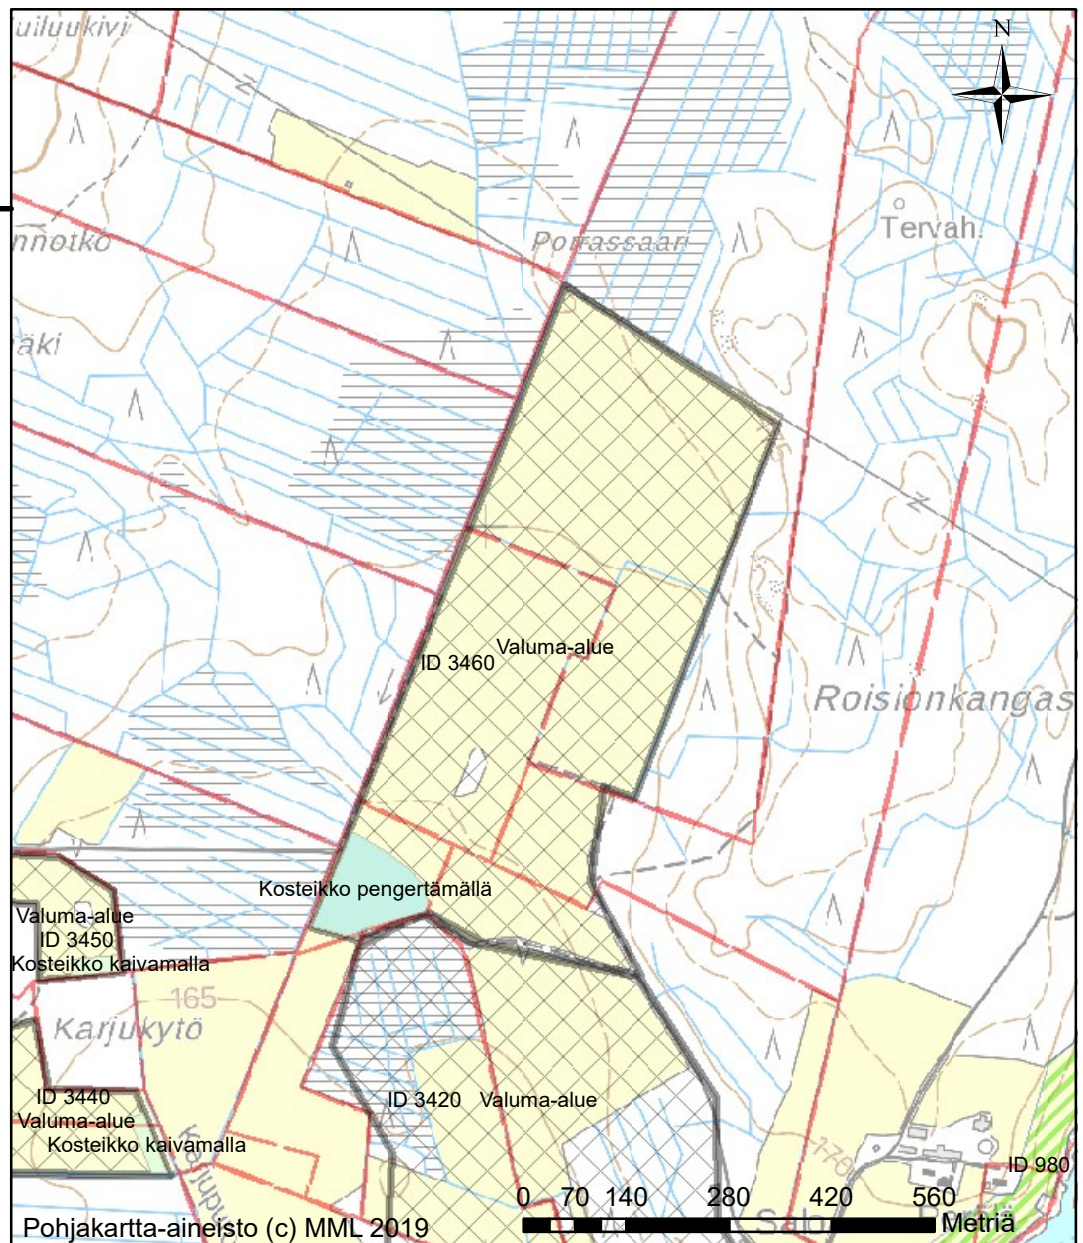 uiluukivi
N
Z
nnotko
Porrassaari
Tervah.
äki
Z
Valuma-alue
ID 3460
Roisionkangas
Kosteikko pengertämällä
Valuma-alue
ID 3450
Kosteikko kaivamalla
165
Karjukytö
ID 3440
Valuma-alue
Kosteikko kaivamalla
ID 3420 Valuma-alue
170
ID 980
0 70 140 280 420 560
Metriä
Pohjakartta-aineisto (c) MML 2019